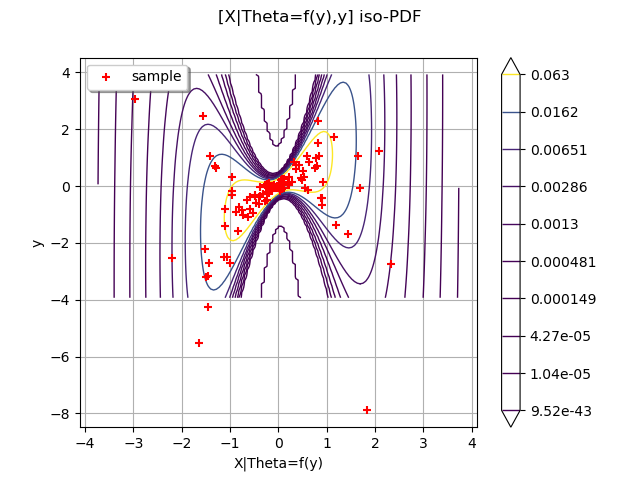 [X|Theta=f(y),y] iso-PDF
sample
4
2
0
−2
−4
−6
−8
y
−4 −3 −2 −1 0 1 2 3 4
X|Theta=f(y)
0.063
0.0162
0.00651
0.00286
0.0013
0.000481
0.000149
4.27e-05
1.04e-05
9.52e-43